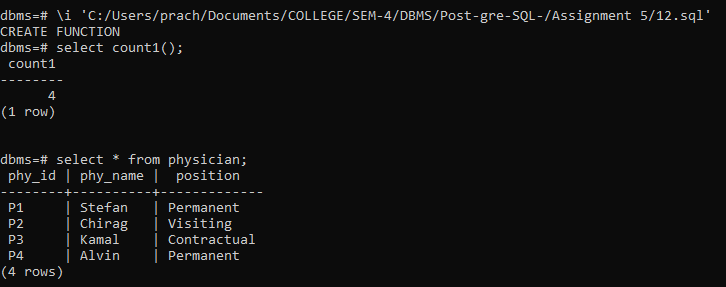 dbms=# \i 'C:/Users/prach/Documents/COLLEGE/SEM-4/DBMS/Post-gre-SQL-/Assignment 5/12.sql'
CREATE FUNCTION
dbms=# select count1();
 count1
--------
      4
(1 row)
dbms=# select * from physician;
 phy_id | phy_name |  position
--------+----------+-------------
 P1     | Stefan   | Permanent
 P2     | Chirag   | Visiting
 P3     | Kamal    | Contractual
 P4     | Alvin    | Permanent
(4 rows)